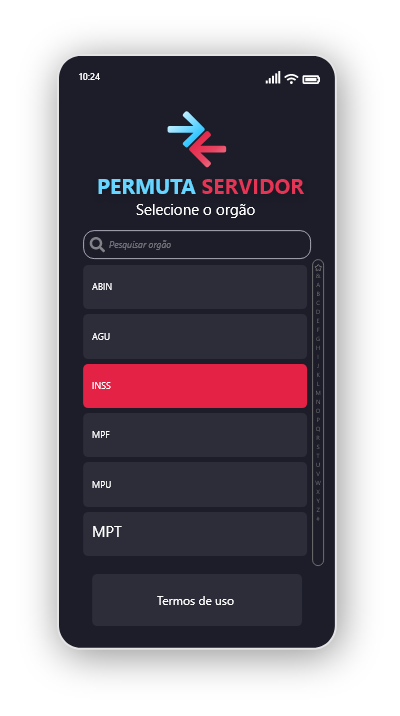 10:24
PERMUTA SERVIDOR
Selecione o orgão
Pesquisar orgão
ABIN
AGU
INSS
MPF
MPU
MPT
A
B
C
D
E
F
G
H
I
J
K
L
M
N
O
P
Q
R
S
T
U
V
W
X
Y
Z
#
Termos de uso